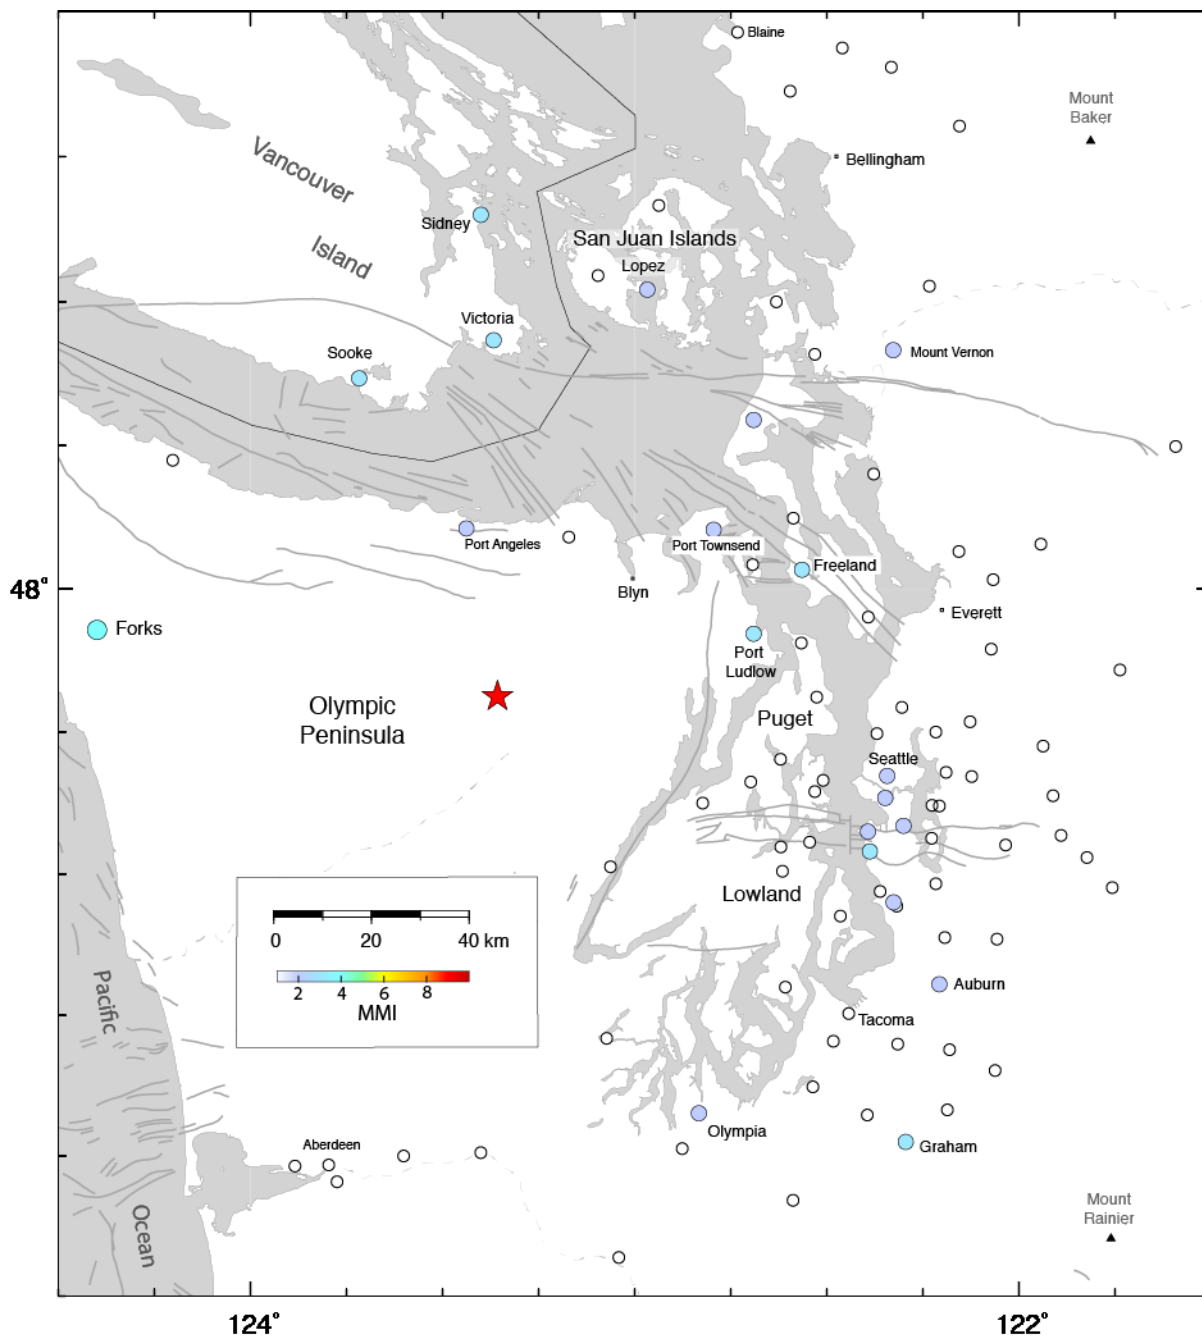 Blaine
Mount
Baker
Bellingham
Vancouver
Island
Sidney
San Juan Islands
Lopez
Victoria
Sooke
Mount Vernon
Port Angeles
Port Townsend
Freeland
Blyn
48°
Everett
Forks
Port
Ludlow
Olympic
Peninsula
Puget
Seattle
Lowland
0 20 40 km
2 4 6 8
MMI
Pacific
Ocean
Auburn
Tacoma
Olympia
Aberdeen
Graham
Mount
Rainier
124° 122°